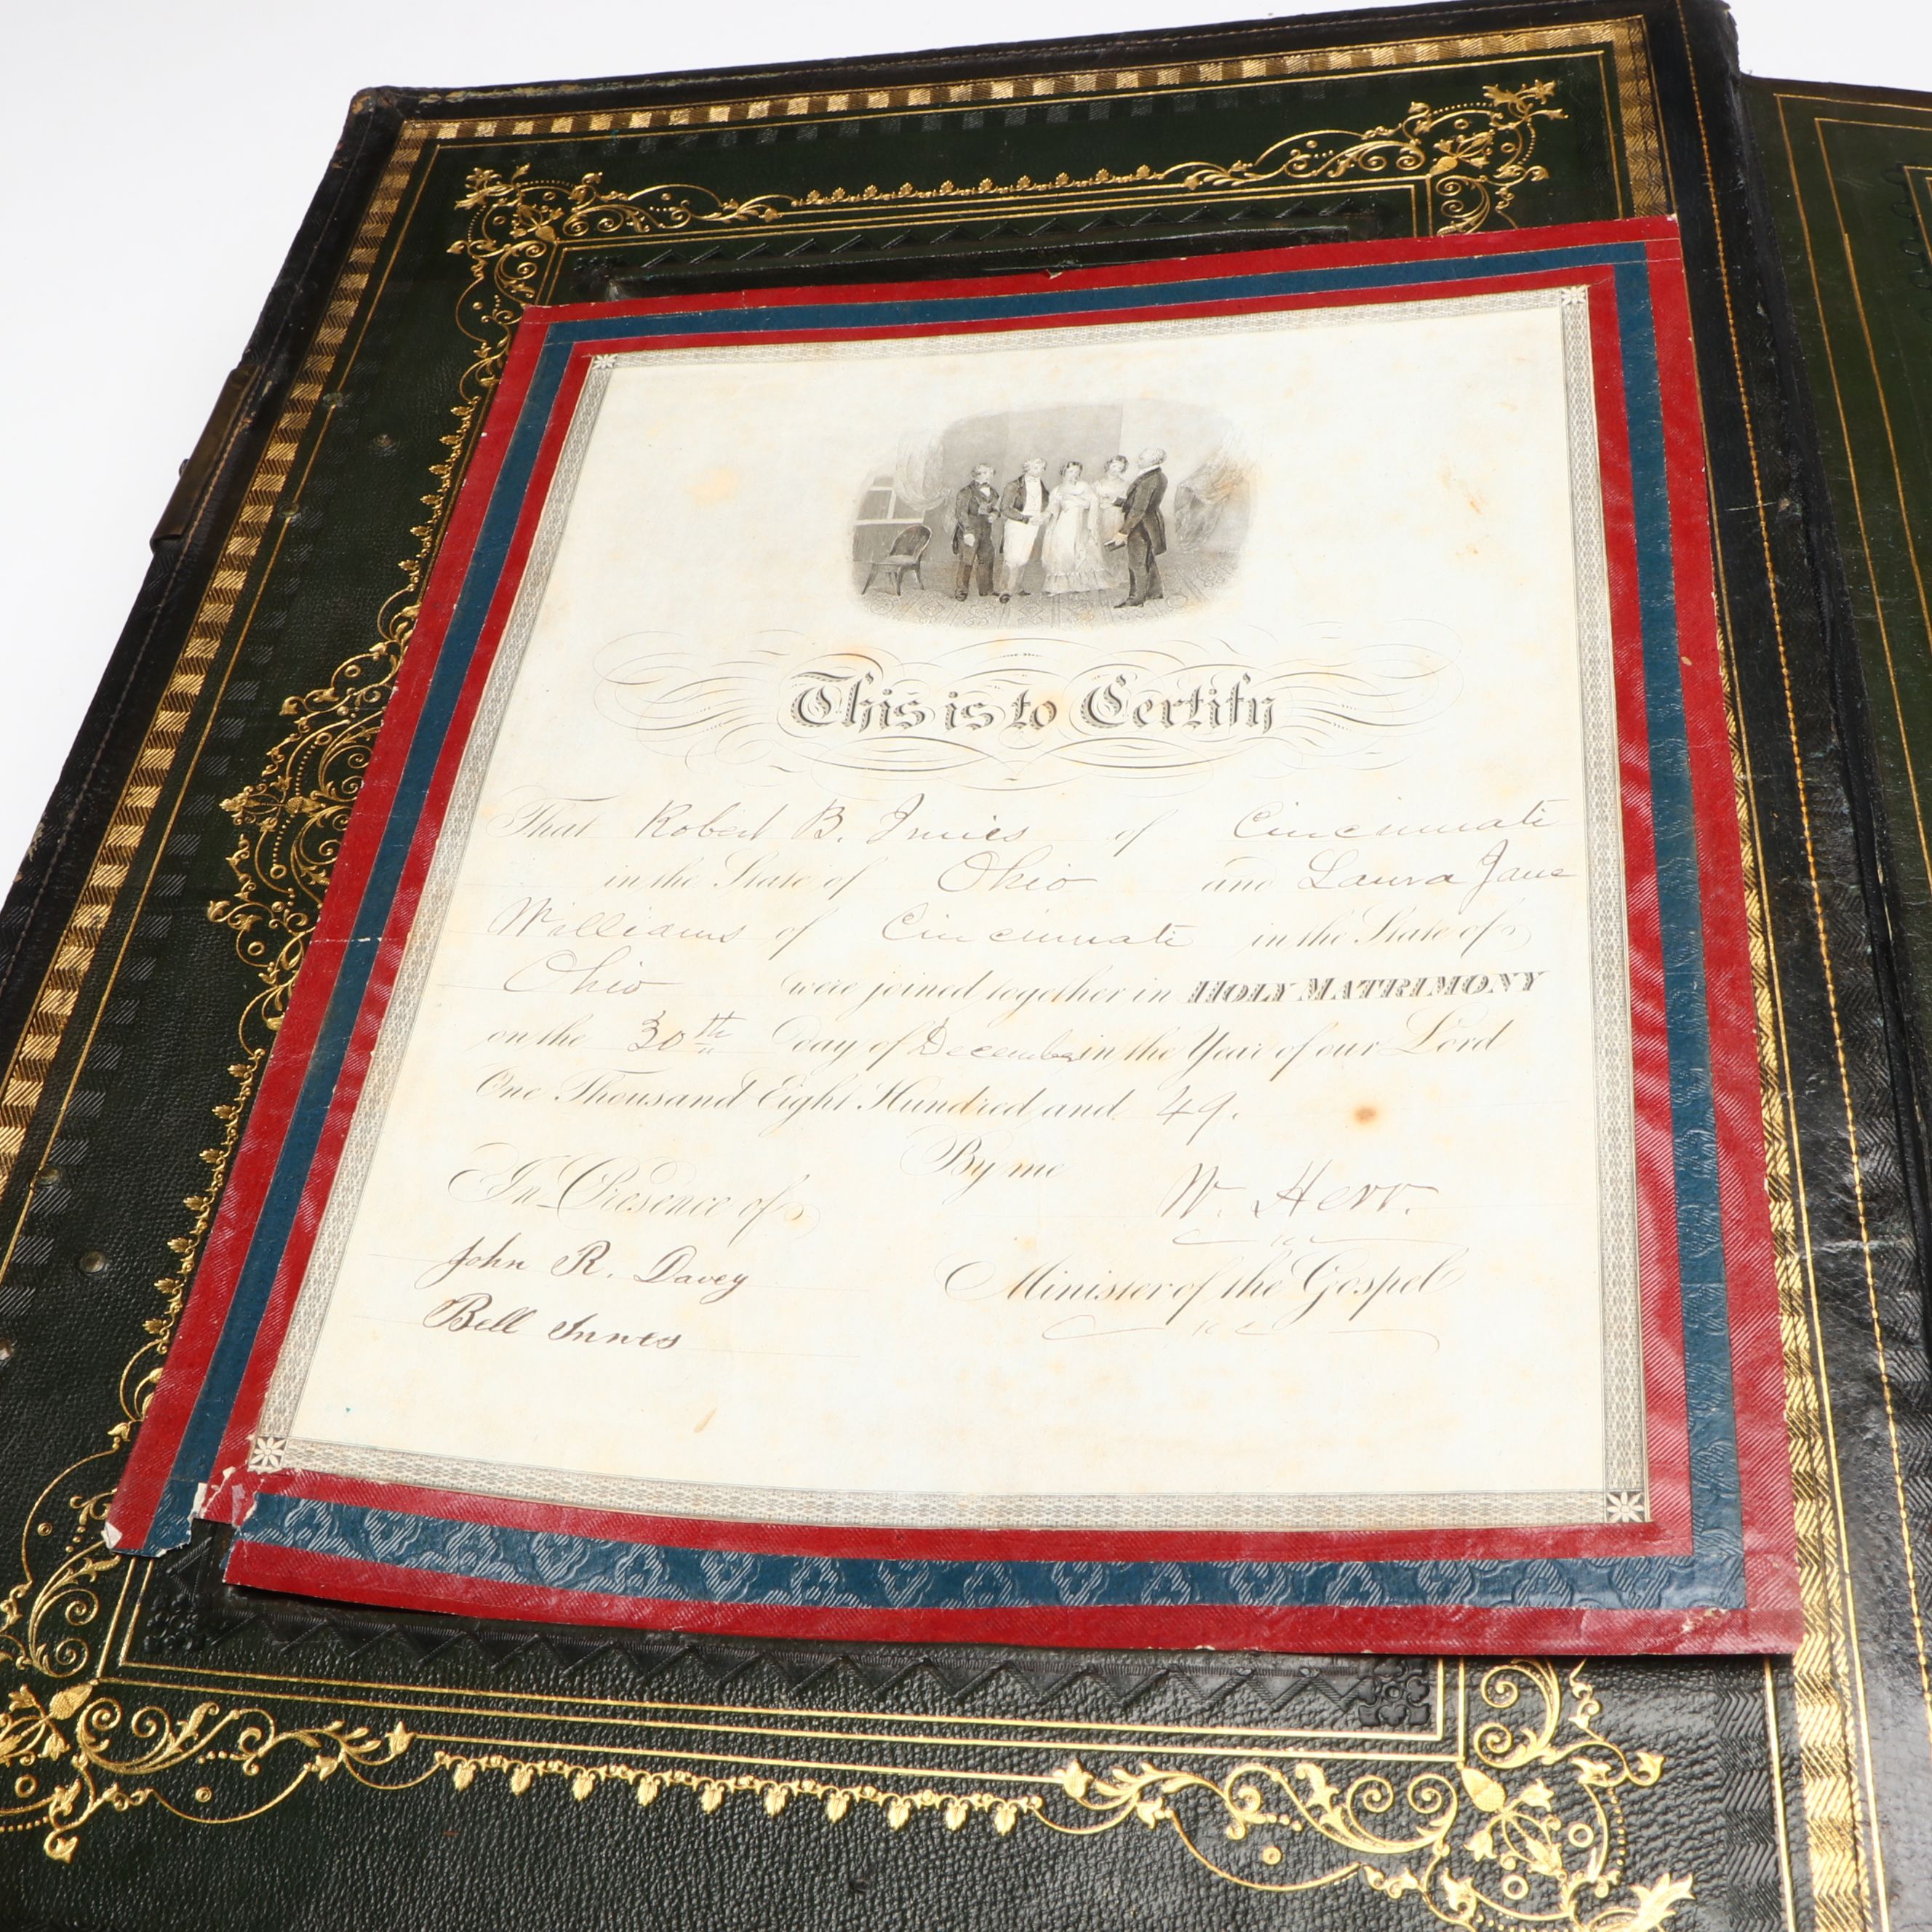 This is to Certify
That Robert B. Innes of Cincinnati
in the State of Ohio and Laura Jane
Williams of Cincinnati in the State of
Ohio were joined together in HOLY MATRIMONY
on the 30th day of December in the Year of our Lord
One Thousand Eight Hundred and 49.
By me W. Herr.
In Presence of
John R. Davey
Minister of the Gospel
Bell Innes